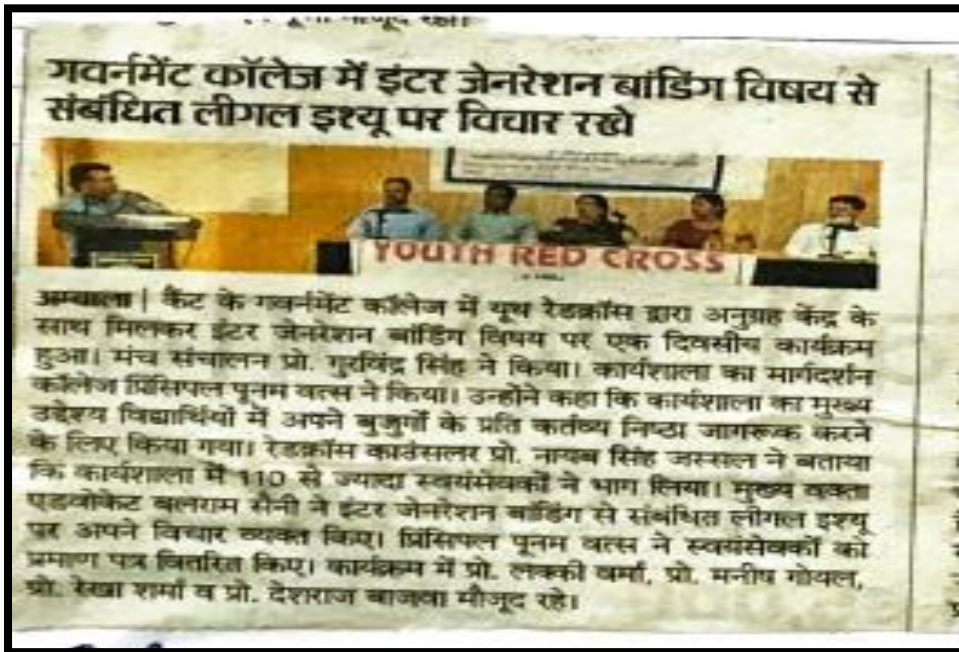 गवर्नमेंट कॉलेज में इंटर जेनरेशन बांडिंग विषय से
संबंधित लीगल इश्यू पर विचार रखे
YOUTH RED CROSS
अम्बाला | कैंट के गवर्नमेंट कॉलेज में यूथ रेडक्रॉस द्वारा अनुग्रह केंद्र के
साथ मिलकर इंटर जेनरेशन बांडिंग विषय पर एक दिवसीय कार्यक्रम
हुआ। मंच संचालन प्रो. गुरविंद्र सिंह ने किया। कार्यशाला का मार्गदर्शन
कॉलेज प्रिंसिपल पूनम वत्स ने किया। उन्होंने कहा कि कार्यशाला का मुख्य
उद्देश्य विद्यार्थियों में अपने बुजुर्गों के प्रति कर्तव्य निष्ठा जागरूक करने
के लिए किया गया। रेडक्रॉस काउंसलर प्रो. नायब सिंह जस्सल ने बताया
कि कार्यशाला में 110 से ज्यादा स्वयंसेवकों ने भाग लिया। मुख्य वक्ता
एडवोकेट बलराम सैनी ने इंटर जेनरेशन बांडिंग से संबंधित लीगल इश्यू
पर अपने विचार व्यक्त किए। प्रिंसिपल पूनम वत्स ने स्वयंसेवकों को
प्रमाण पत्र वितरित किए। कार्यक्रम में प्रो. लक्की वर्मा, प्रो. मनीष गोयल,
प्रो. रेखा शर्मा व प्रो. देशराज बाजवा मौजूद रहे।